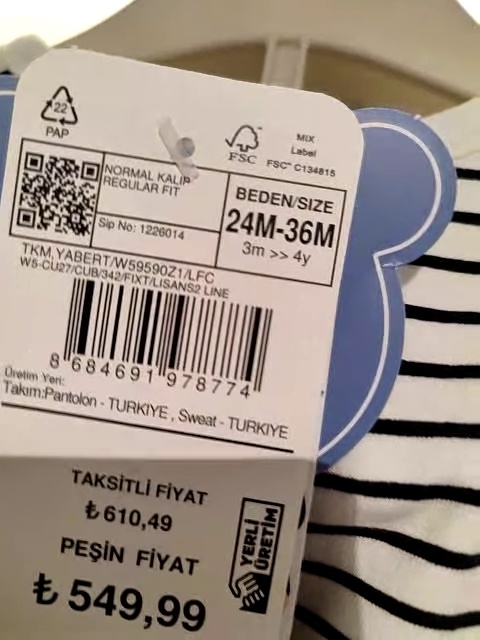 22
PAP
FSC
MIX
Label
FSC™ C134815
NORMAL KALIP
REGULAR FIT
Sip No: 1226014
BEDEN/SIZE
24M-36M
3m >> 4y
TKM,YABERT/W59590Z1/LFC
W5-CU27/CUB/342/FIXT/LISANS2 LINE
8 684691 978774
Üretim Yeri:
Takım:Pantolon - TURKIYE , Sweat - TURKIYE
TAKSİTLİ FİYAT
₺ 610,49
PEŞİN FİYAT
₺ 549,99
YERLİ
ÜRETİM